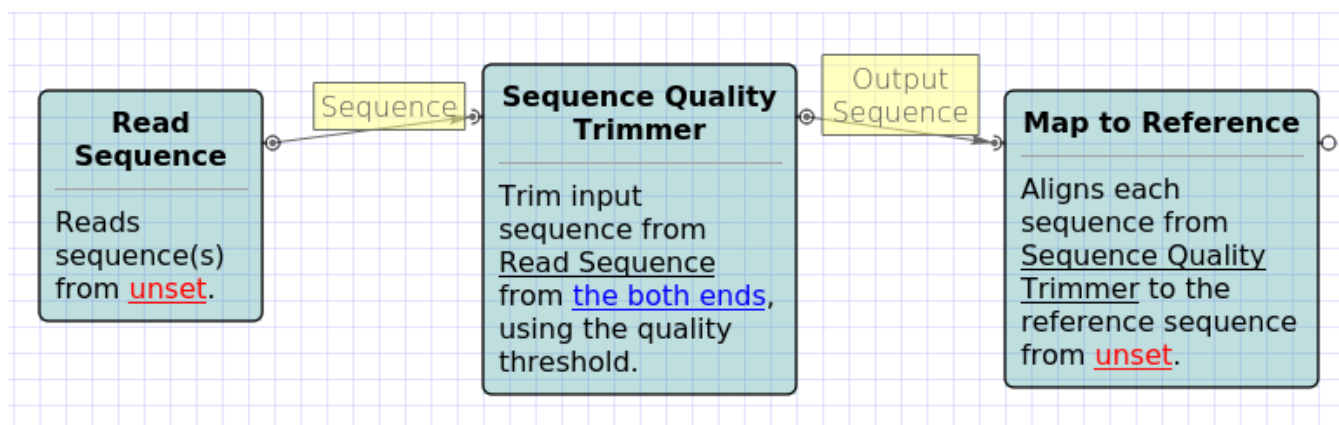 Read
Sequence
Reads
sequence(s)
from unset.
Sequence
Sequence Quality
Trimmer
Trim input
sequence from
Read Sequence
from the both ends,
using the quality
threshold.
Output
Sequence
Map to Reference
Aligns each
sequence from
Sequence Quality
Trimmer to the
reference sequence
from unset.